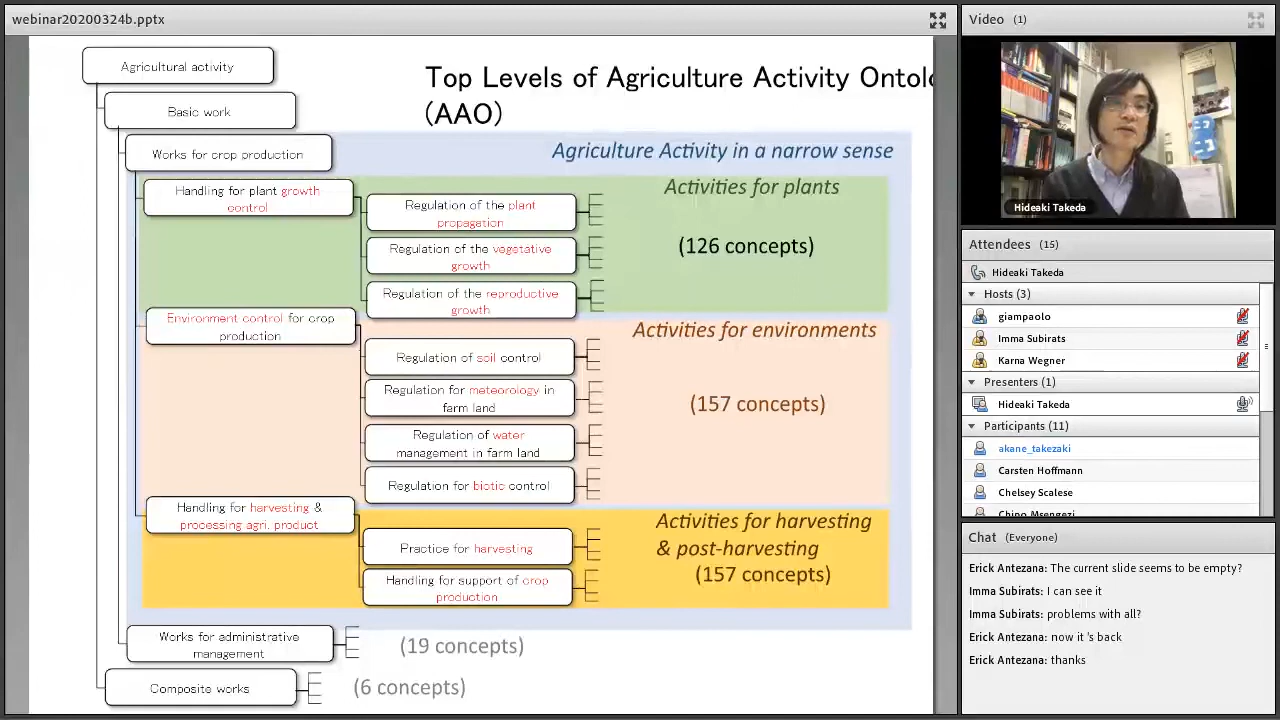 webinar20200324b.pptx
Agricultural activity
Top Levels of Agriculture Activity Ontolo
(AAO)
Basic work
Works for crop production
Agriculture Activity in a narrow sense
Handling for plant growth
control
Activities for plants
(126 concepts)
Regulation of the plant
propagation
Regulation of the vegetative
growth
Regulation of the reproductive
growth
Environment control for crop
production
Activities for environments
(157 concepts)
Regulation of soil control
Regulation for meteorology in
farm land
Regulation of water
management in farm land
Regulation for biotic control
Handling for harvesting &
processing agri. product
Activities for harvesting
& post-harvesting
(157 concepts)
Practice for harvesting
Handling for support of crop
production
Works for administrative
management
(19 concepts)
Composite works
(6 concepts)
Video (1)
Hideaki Takeda
Attendees (15)
Hideaki Takeda
Hosts (3)
giampaolo
Imma Subirats
Karna Wegner
Presenters (1)
Hideaki Takeda
Participants (11)
akane_takezaki
Carsten Hoffmann
Chelsey Scalese
Chipo Msengezi
Chat (Everyone)
Erick Antezana: The current slide seems to be empty?
Imma Subirats: I can see it
Imma Subirats: problems with all?
Erick Antezana: now it 's back
Erick Antezana: thanks